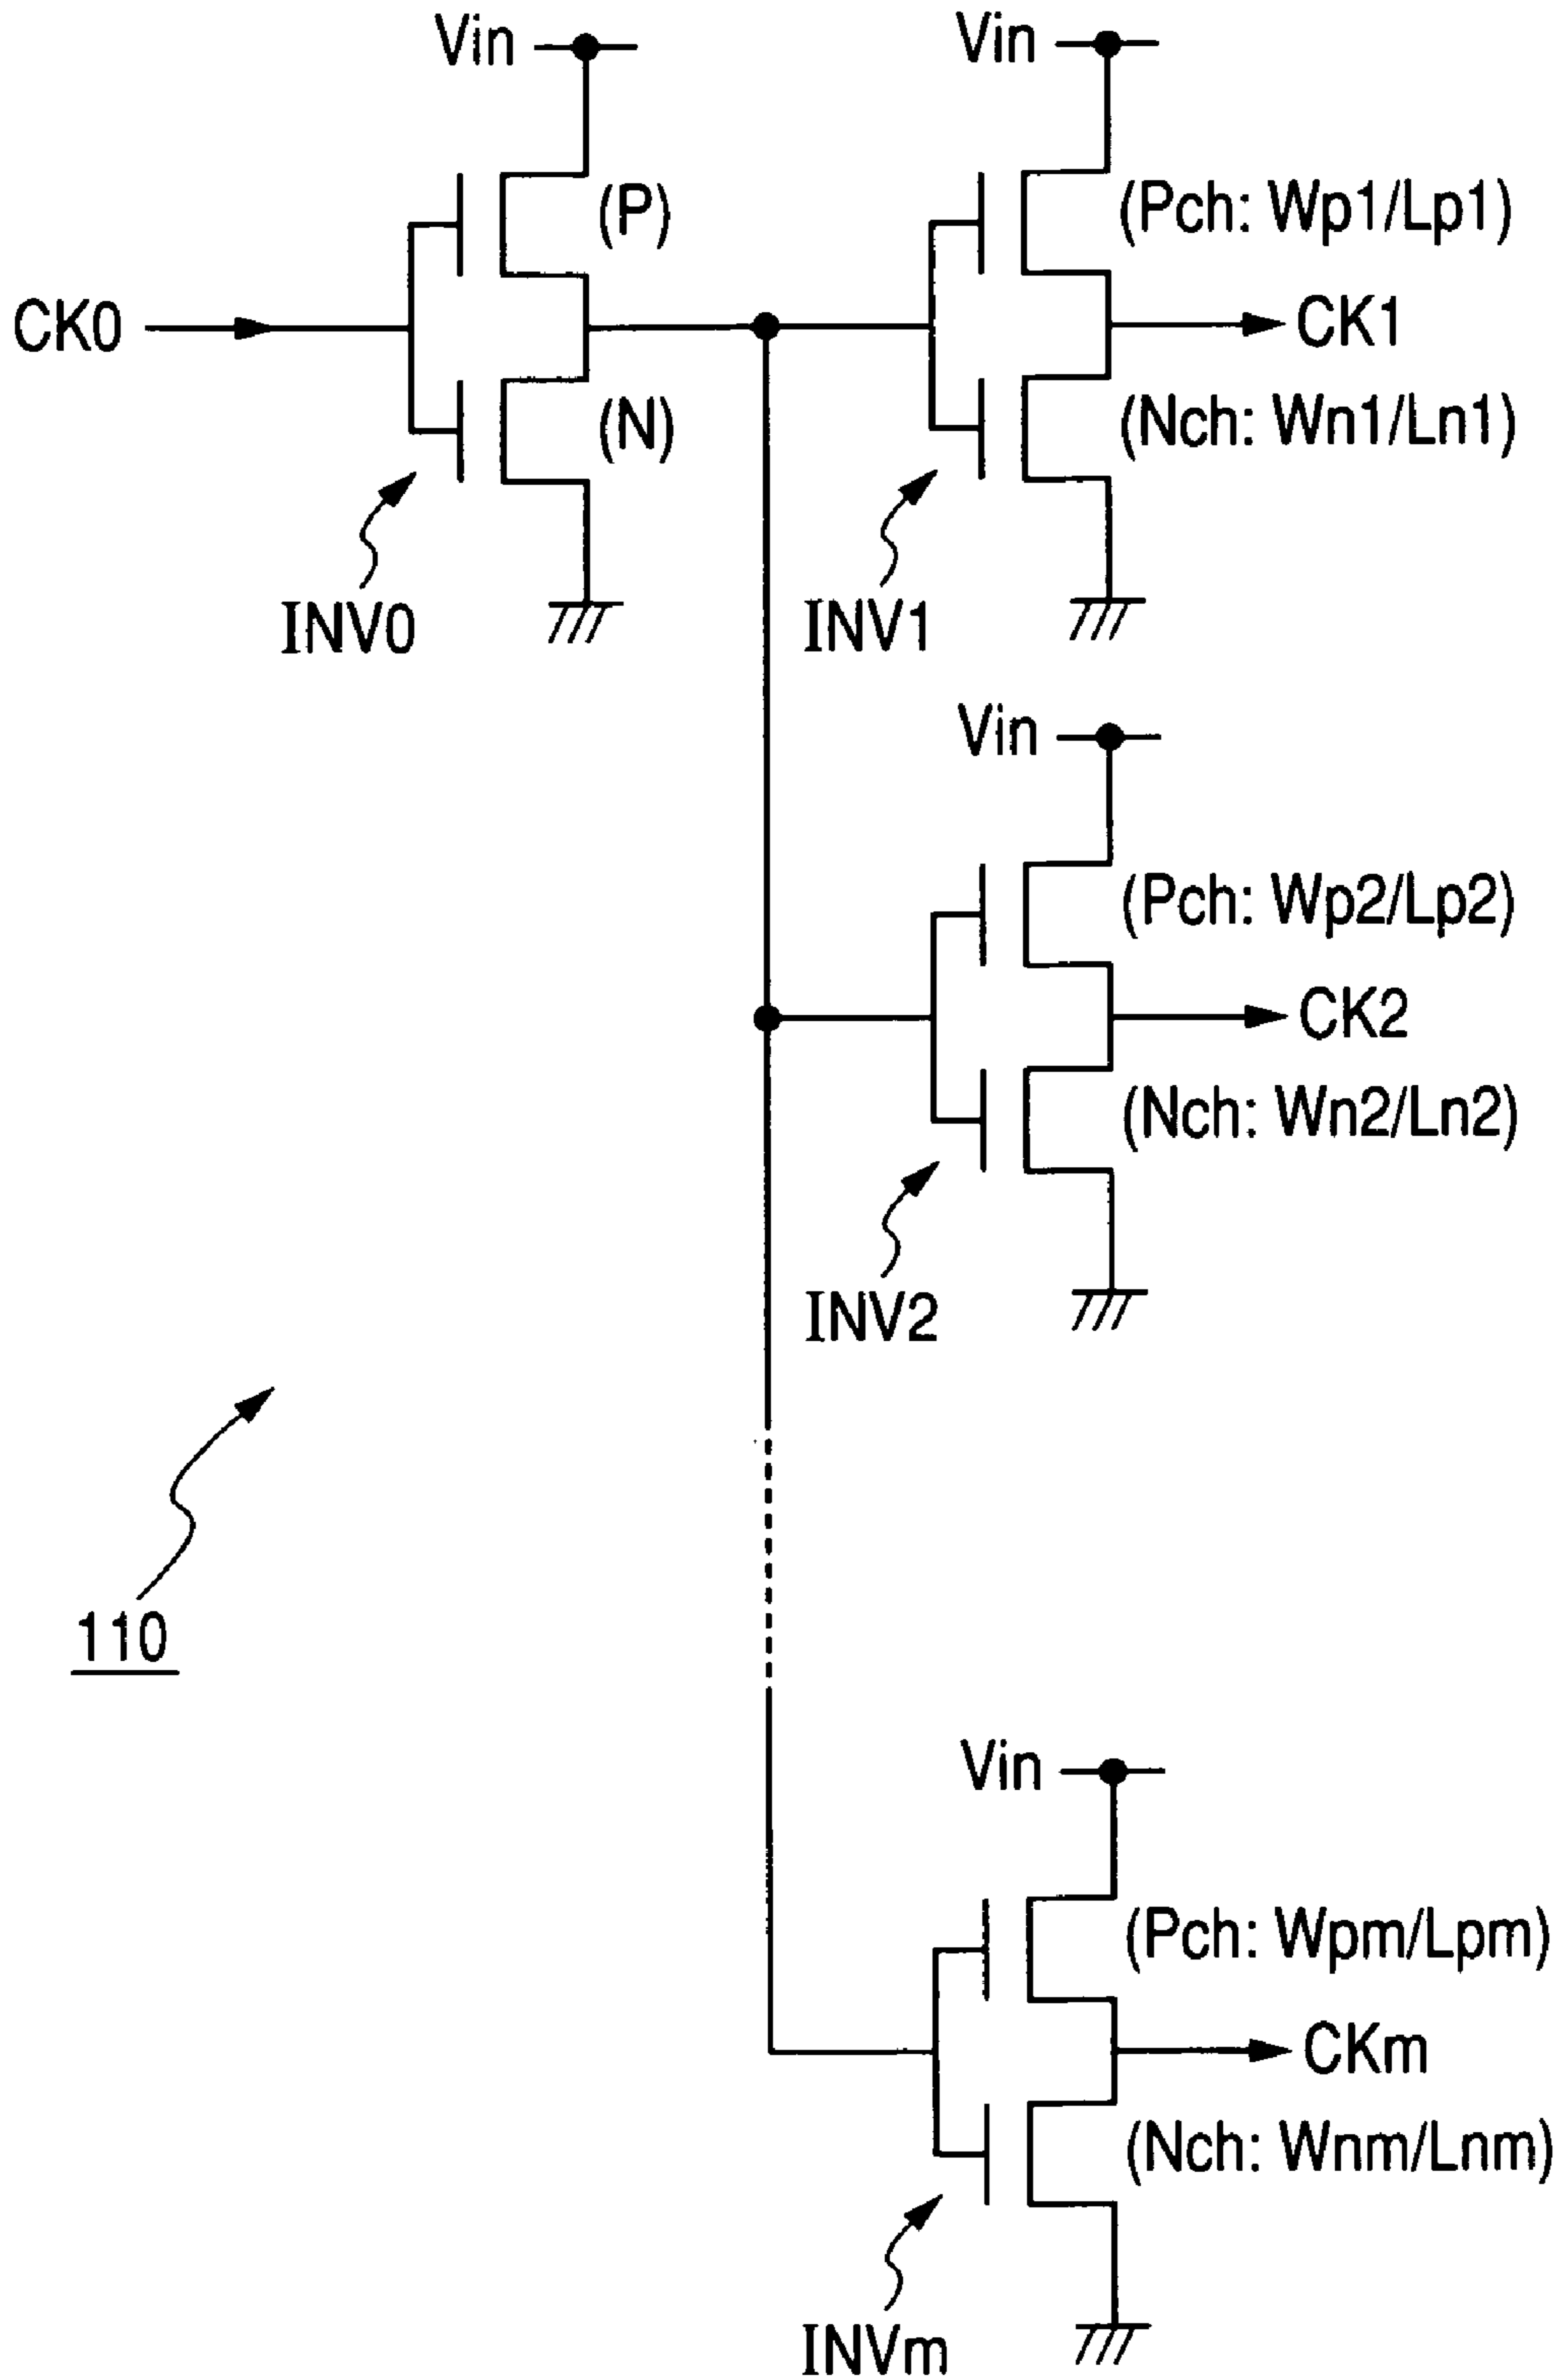 Vin
Vin
(P)
(Pch: Wp1/Lp1)
CK0
CK1
(N)
(Nch: Wn1/Ln1)
INV0
INV1
Vin
(Pch: Wp2/Lp2)
CK2
(Nch: Wn2/Ln2)
INV2
110
Vin
(Pch: Wpm/Lpm)
CKm
(Nch: Wnm/Lnm)
INVm